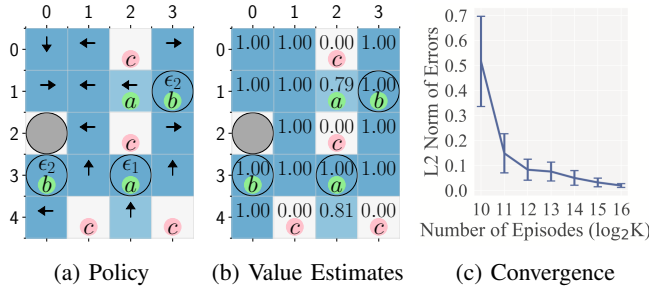 0 1 2 3
0 c
1 a ϵ₂ b
2 c
3 ϵ₂ b ϵ₁ a
4 c c
(a) Policy
0 1 2 3
0 1.00 1.00 0.00 c 1.00
1 1.00 1.00 0.79 a 1.00 b
2 1.00 0.00 c 1.00
3 1.00 b 1.00 1.00 a 1.00
4 1.00 0.00 c 0.81 0.00 c
(b) Value Estimates
L2 Norm of Errors
0.7
0.6
0.5
0.4
0.3
0.2
0.1
0.0
10 11 12 13 14 15 16
Number of Episodes (log₂K)
(c) Convergence